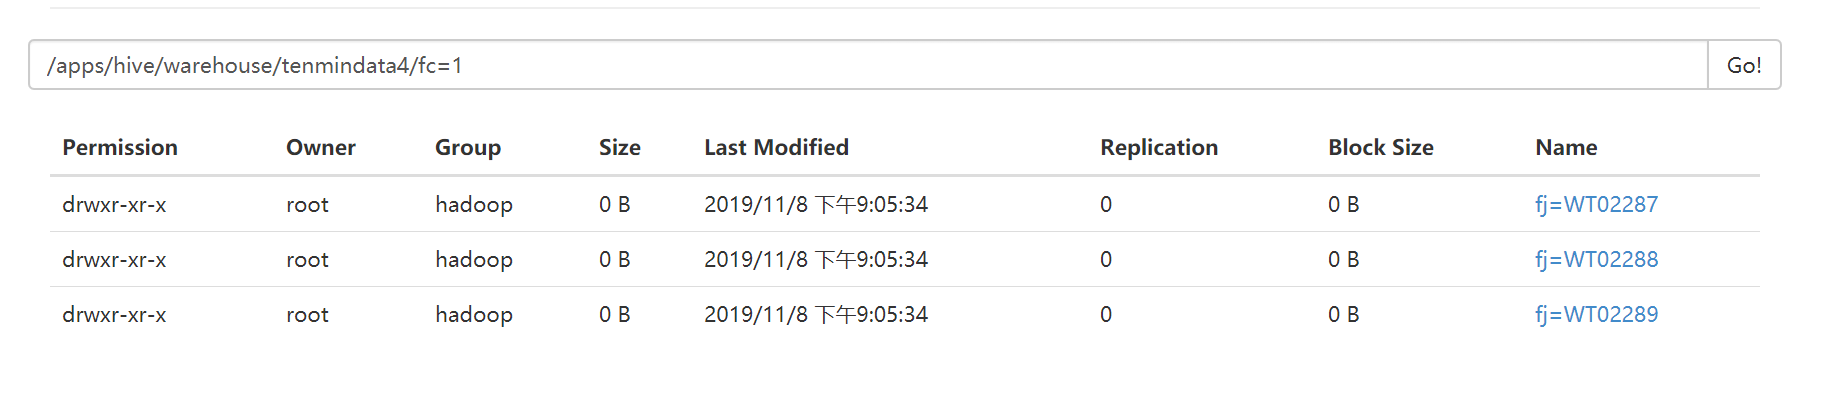 /apps/hive/warehouse/tenmindata4/fc=1 Go!
Permission Owner Group Size Last Modified Replication Block Size Name
drwxr-xr-x root hadoop 0 B 2019/11/8 下午9:05:34 0 0 B fj=WT02287
drwxr-xr-x root hadoop 0 B 2019/11/8 下午9:05:34 0 0 B fj=WT02288
drwxr-xr-x root hadoop 0 B 2019/11/8 下午9:05:34 0 0 B fj=WT02289